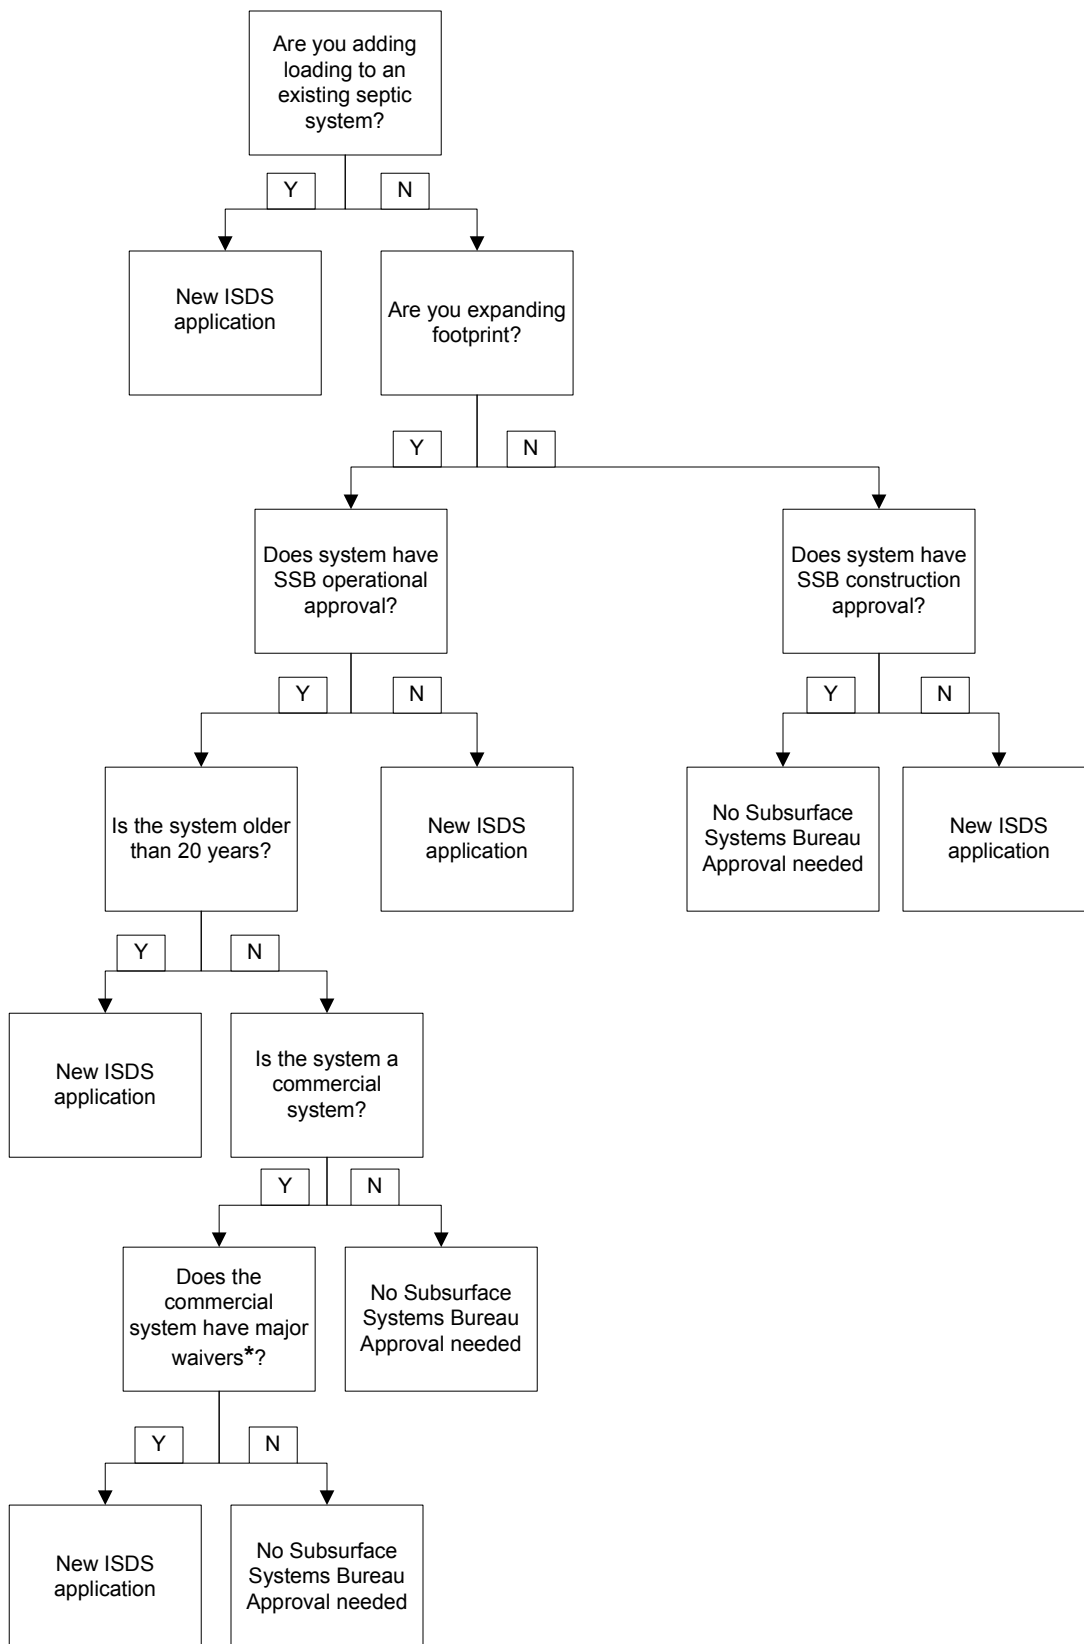 Are you adding
loading to an
existing septic
system?
Y
N
New ISDS
application
Are you expanding
footprint?
Y
N
Does system have
SSB operational
approval?
Does system have
SSB construction
approval?
Y
N
Y
N
Is the system older
than 20 years?
New ISDS
application
No Subsurface
Systems Bureau
Approval needed
New ISDS
application
Y
N
New ISDS
application
Is the system a
commercial
system?
Y
N
Does the
commercial
system have major
waivers*?
No Subsurface
Systems Bureau
Approval needed
Y
N
New ISDS
application
No Subsurface
Systems Bureau
Approval needed